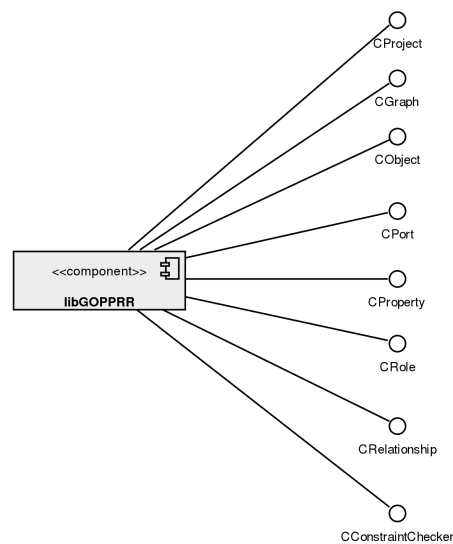 CProject
CGraph
CObject
CPort
<<component>>
CProperty
libGOPPRR
CRole
CRelationship
CConstraintChecker